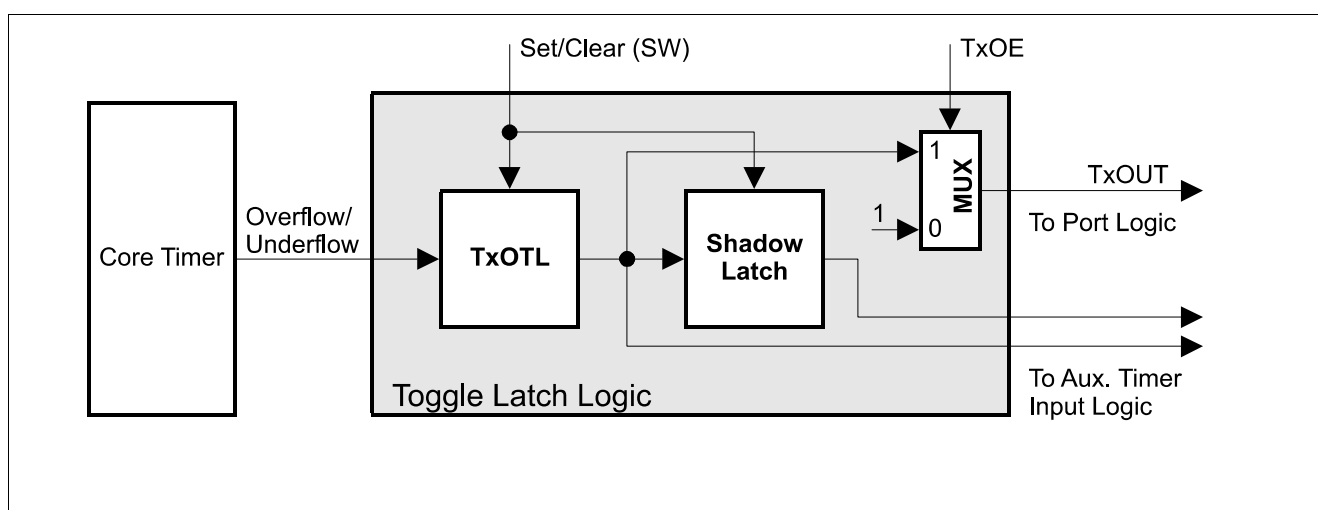 Set/Clear (SW)
TxOE
Core Timer
Overflow/
Underflow
TxOTL
Shadow
Latch
1
MUX
1
0
TxOUT
To Port Logic
To Aux. Timer
Input Logic
Toggle Latch Logic